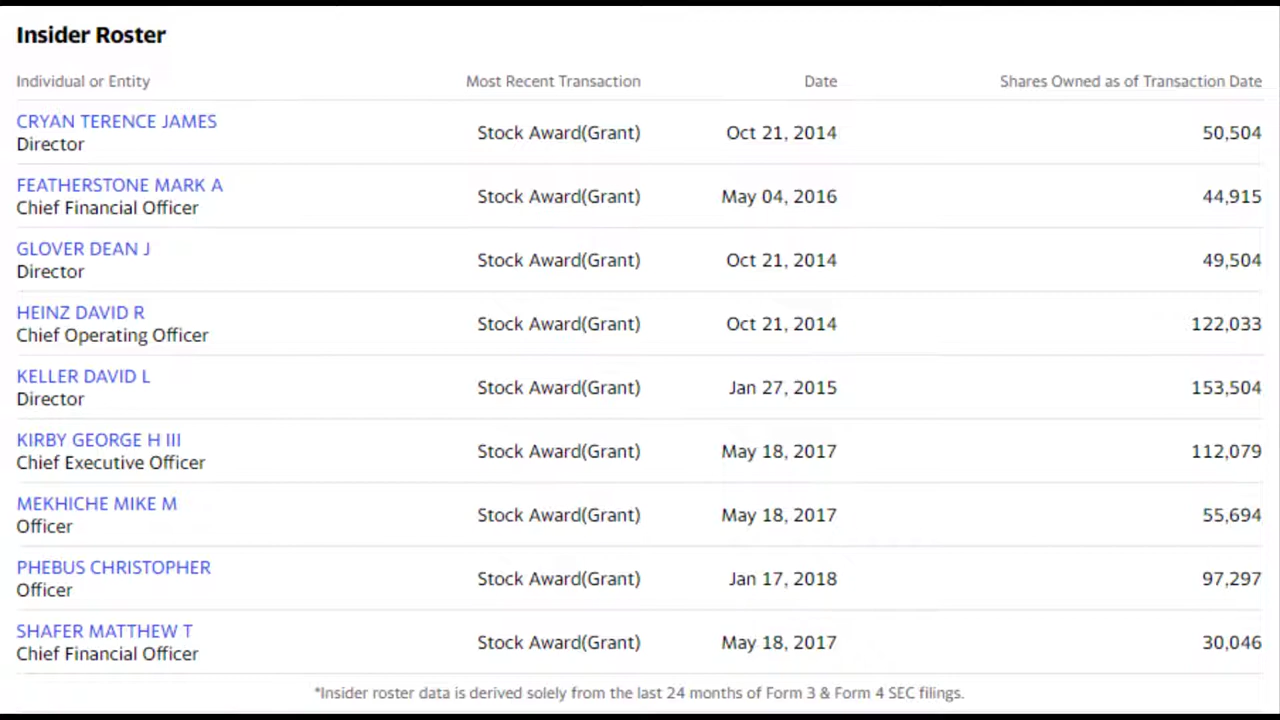 Insider Roster
Individual or Entity Most Recent Transaction Date Shares Owned as of Transaction Date
CRYAN TERENCE JAMES
Director Stock Award(Grant) Oct 21, 2014 50,504
FEATHERSTONE MARK A
Chief Financial Officer Stock Award(Grant) May 04, 2016 44,915
GLOVER DEAN J
Director Stock Award(Grant) Oct 21, 2014 49,504
HEINZ DAVID R
Chief Operating Officer Stock Award(Grant) Oct 21, 2014 122,033
KELLER DAVID L
Director Stock Award(Grant) Jan 27, 2015 153,504
KIRBY GEORGE H III
Chief Executive Officer Stock Award(Grant) May 18, 2017 112,079
MEKHICHE MIKE M
Officer Stock Award(Grant) May 18, 2017 55,694
PHEBUS CHRISTOPHER
Officer Stock Award(Grant) Jan 17, 2018 97,297
SHAFER MATTHEW T
Chief Financial Officer Stock Award(Grant) May 18, 2017 30,046
*Insider roster data is derived solely from the last 24 months of Form 3 & Form 4 SEC filings.